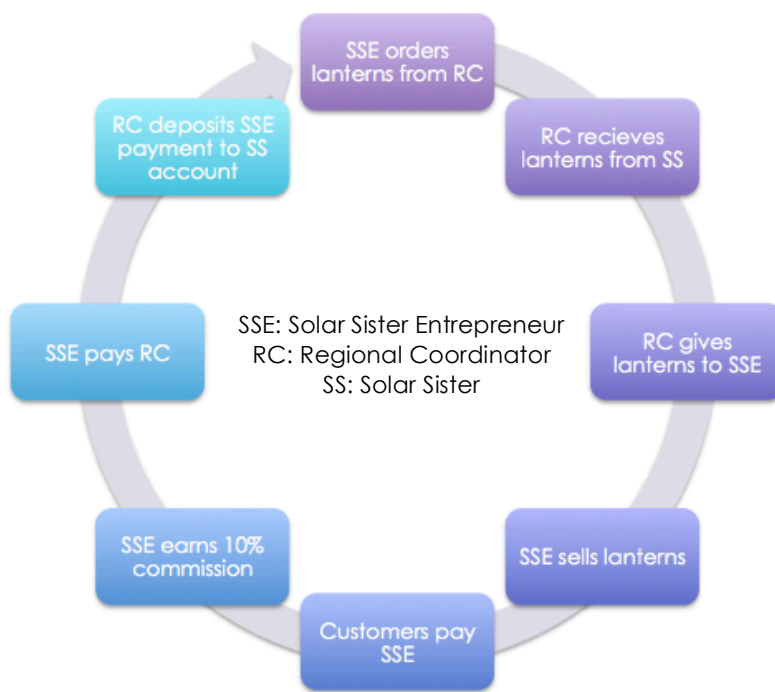 SSE orders
lanterns from RC
RC recieves
lanterns from SS
RC gives
lanterns to SSE
SSE sells lanterns
Customers pay
SSE
SSE earns 10%
commission
SSE pays RC
RC deposits SSE
payment to SS
account
SSE: Solar Sister Entrepreneur
RC: Regional Coordinator
SS: Solar Sister